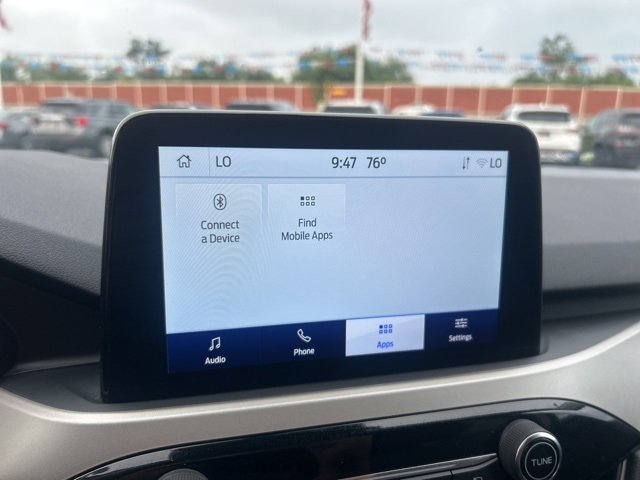 LO 9:47 76° LO
Connect
a Device
Find
Mobile Apps
Audio Phone Apps Settings
TUNE